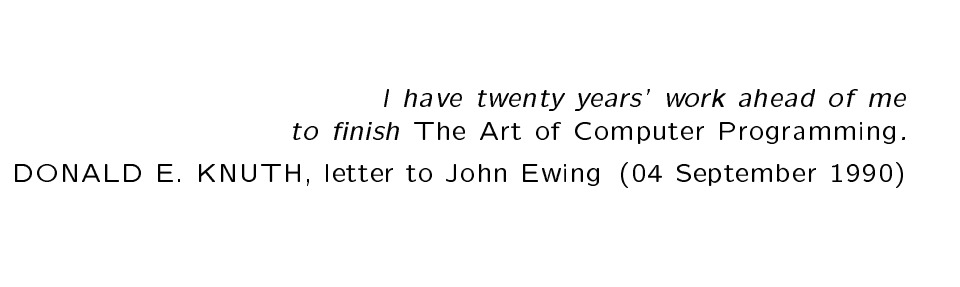 I have twenty years' work ahead of me
to finish The Art of Computer Programming.
DONALD E. KNUTH, letter to John Ewing (04 September 1990)